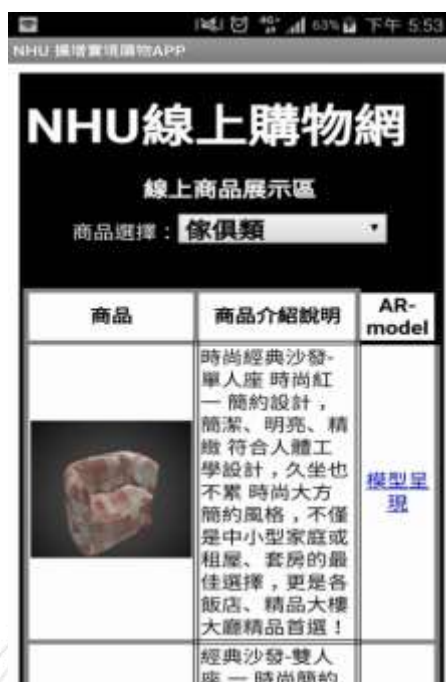 63% 下午 5:53
NHU 擴增實境購物APP
NHU線上購物網
線上商品展示區
商品選擇： 傢俱類
商品
商品介紹說明
AR-
model
時尚經典沙發-
單人座 時尚紅
一 簡約設計，
簡潔、明亮、精
緻 符合人體工
學設計，久坐也
不累 時尚大方
簡約風格，不僅
是中小型家庭或
租屋、套房的最
佳選擇，更是各
飯店、精品大樓
大廳精品首選！
模型呈
現
經典沙發-雙人
座 一 時尚簡約